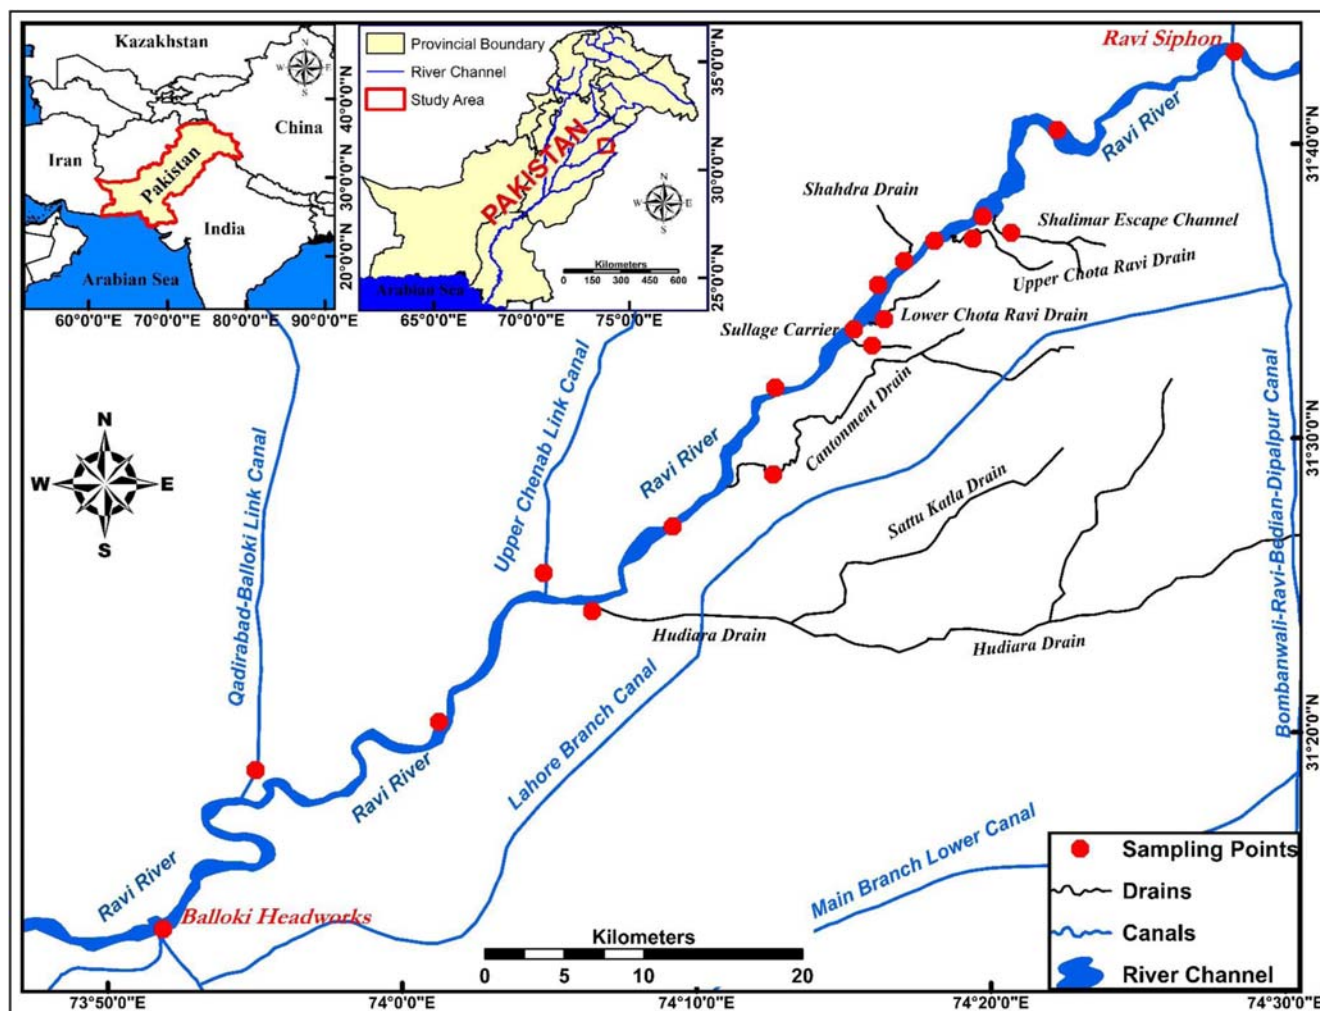 Kazakhstan
N
W E
S
China
Iran
Pakistan
India
Arabian Sea
60°0'0"E 70°0'0"E 80°0'0"E 90°0'0"E
40°0'0"N
30°0'0"N
20°0'0"N
Provincial Boundary
River Channel
Study Area
PAKISTAN
N
W E
S
Kilometers
0 150 300 450 600
Arabian Sea
65°0'0"E 70°0'0"E 75°0'0"E
35°0'0"N
30°0'0"N
25°0'0"N
Ravi Siphon
Ravi River
31°40'0"N
Shahdra Drain
Shalimar Escape Channel
Upper Chota Ravi Drain
Lower Chota Ravi Drain
Sullage Carrier
Cantonment Drain
Ravi River
Upper Chenab Link Canal
Qadirabad-Balloki Link Canal
N
W E
S
31°30'0"N
Sattu Katla Drain
Bombanwali-Ravi-Bedian-Dipalpur Canal
Hudiara Drain
Hudiara Drain
Lahore Branch Canal
31°20'0"N
Ravi River
Ravi River
Balloki Headworks
Main Branch Lower Canal
Kilometers
0 5 10 20
Sampling Points
Drains
Canals
River Channel
73°50'0"E 74°0'0"E 74°10'0"E 74°20'0"E 74°30'0"E